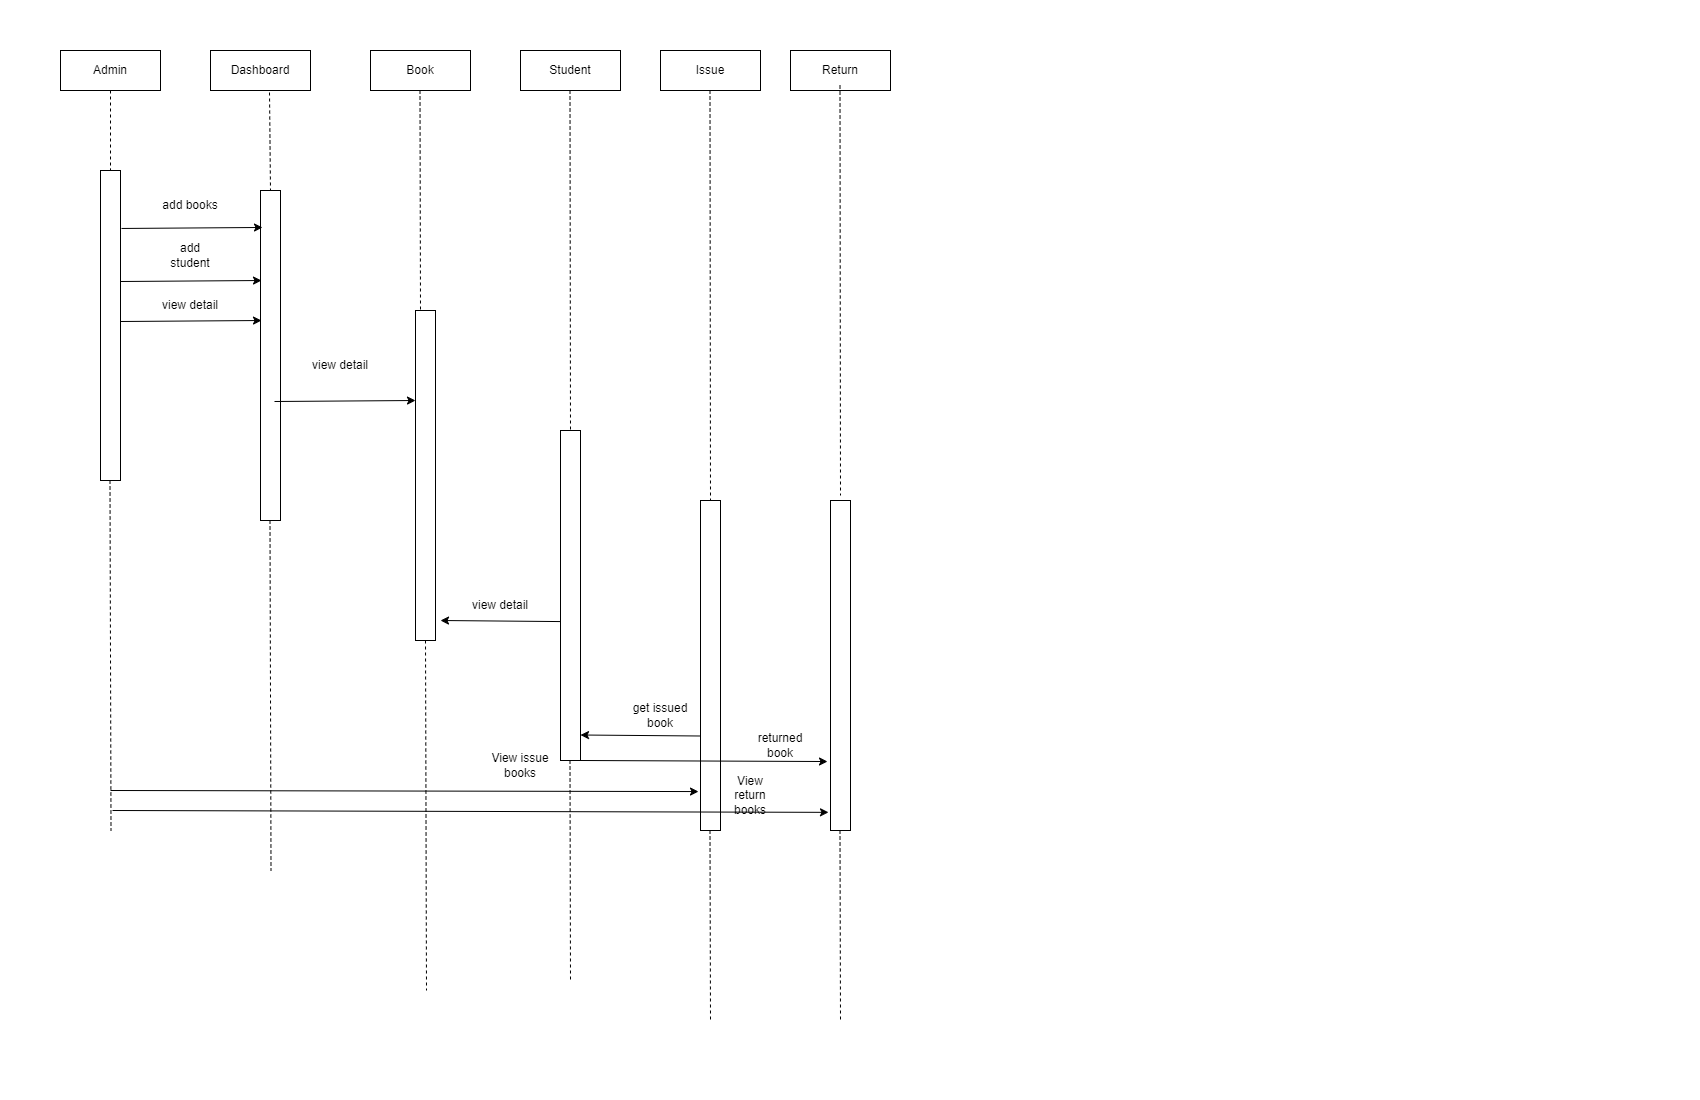 Admin
Dashboard
Book
Student
Issue
Return
add books
add
student
view detail
view detail
view detail
get issued
book
returned
book
View issue
books
View
return
books